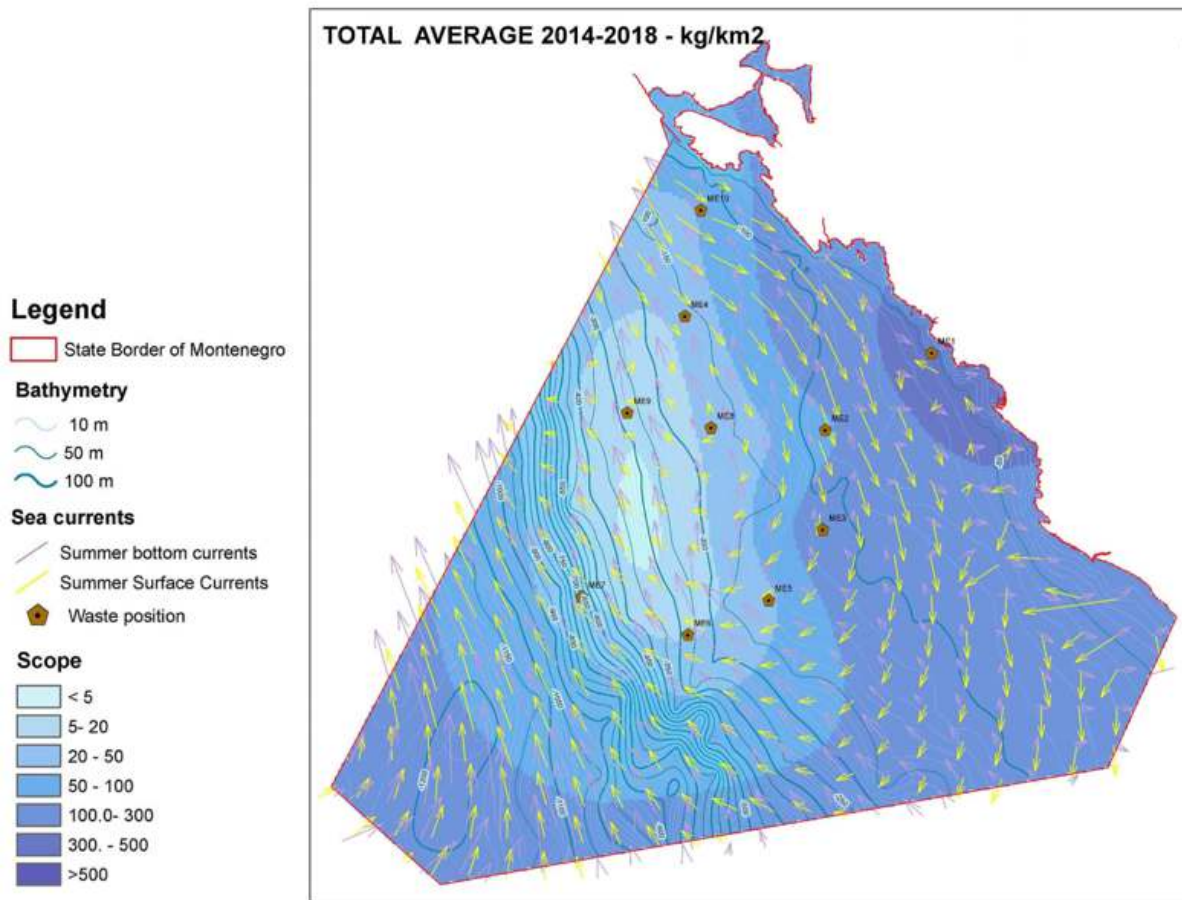 TOTAL AVERAGE 2014-2018 - kg/km2
ME10
ME4
ME1
ME9
ME8
ME2
ME3
ME7
ME5
ME6
Legend
State Border of Montenegro
Bathymetry
10 m
50 m
100 m
Sea currents
Summer bottom currents
Summer Surface Currents
Waste position
Scope
< 5
5- 20
20 - 50
50 - 100
100.0- 300
300. - 500
>500